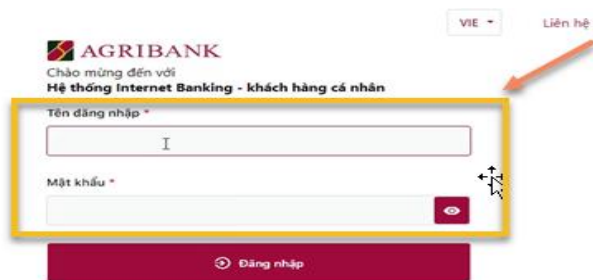 VIE Liên hệ
AGRIBANK
Chào mừng đến với
Hệ thống Internet Banking - khách hàng cá nhân
Tên đăng nhập *
Mật khẩu *
Đăng nhập